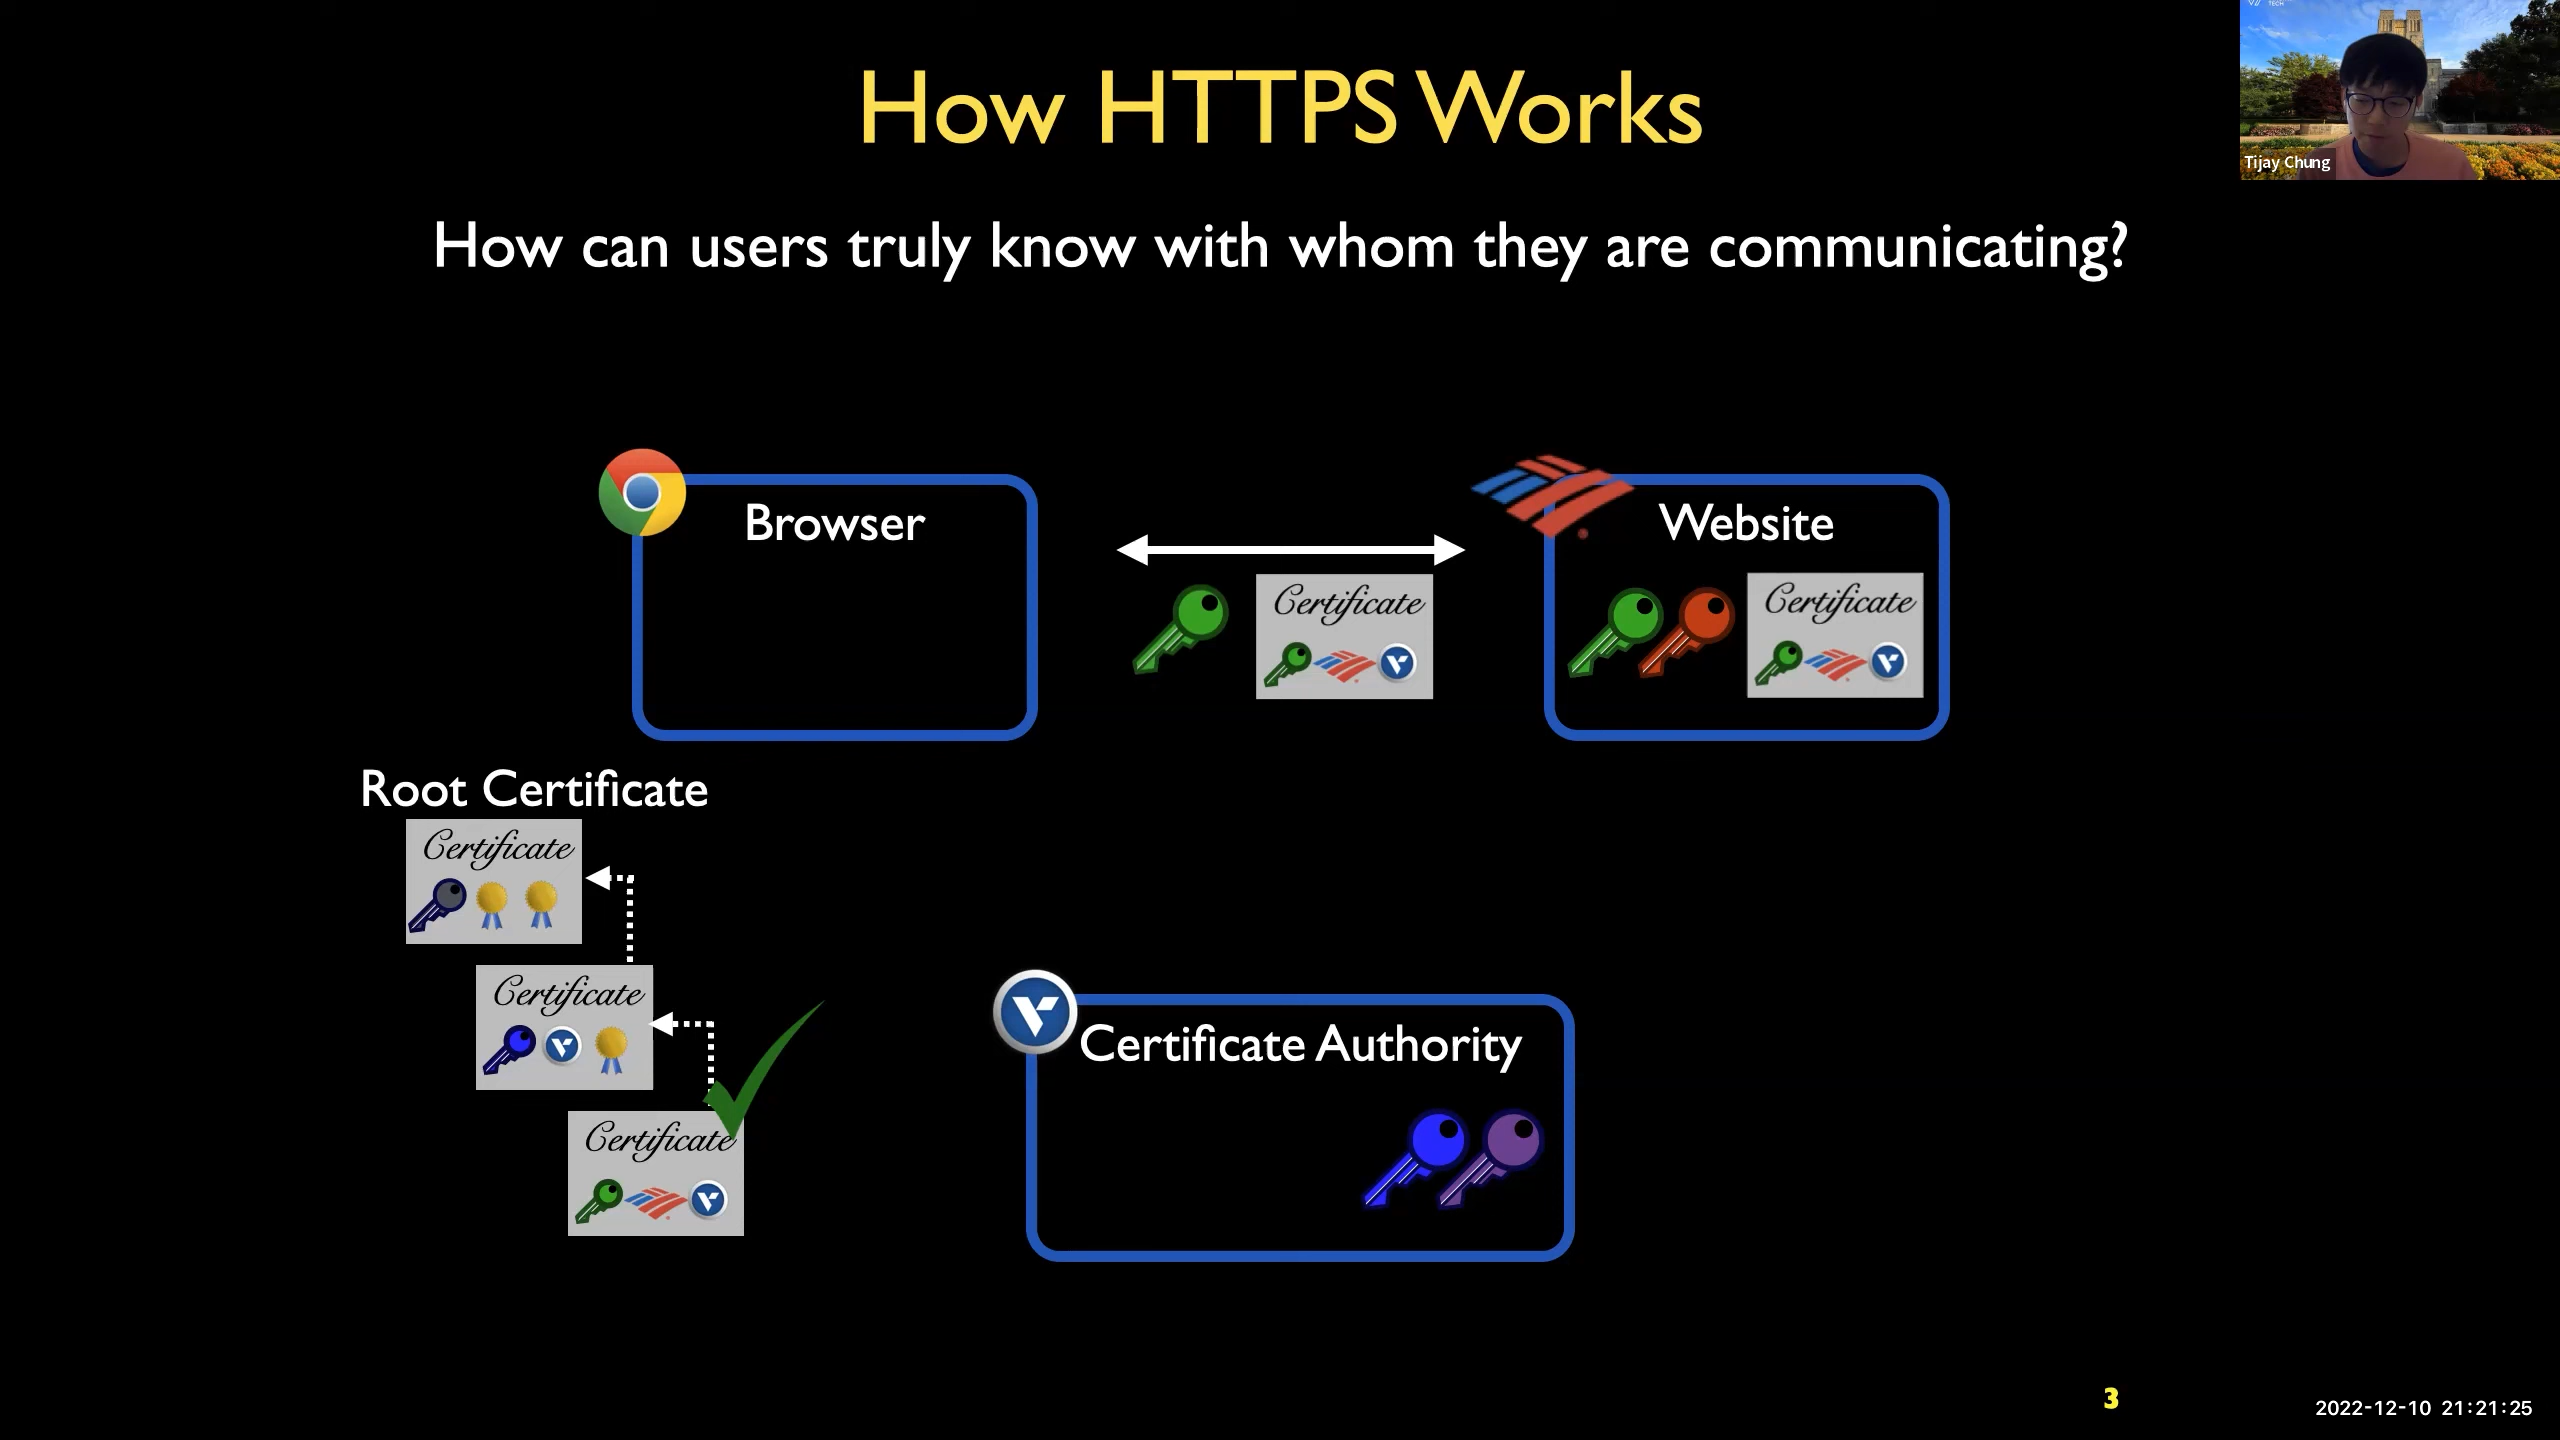 How HTTPS Works
TECH
Tijay Chung
How can users truly know with whom they are communicating?
Browser
Website
Certificate
Certificate
Root Certificate
Certificate
Certificate
Certificate Authority
Certificate
3
2022-12-10 21:21:25